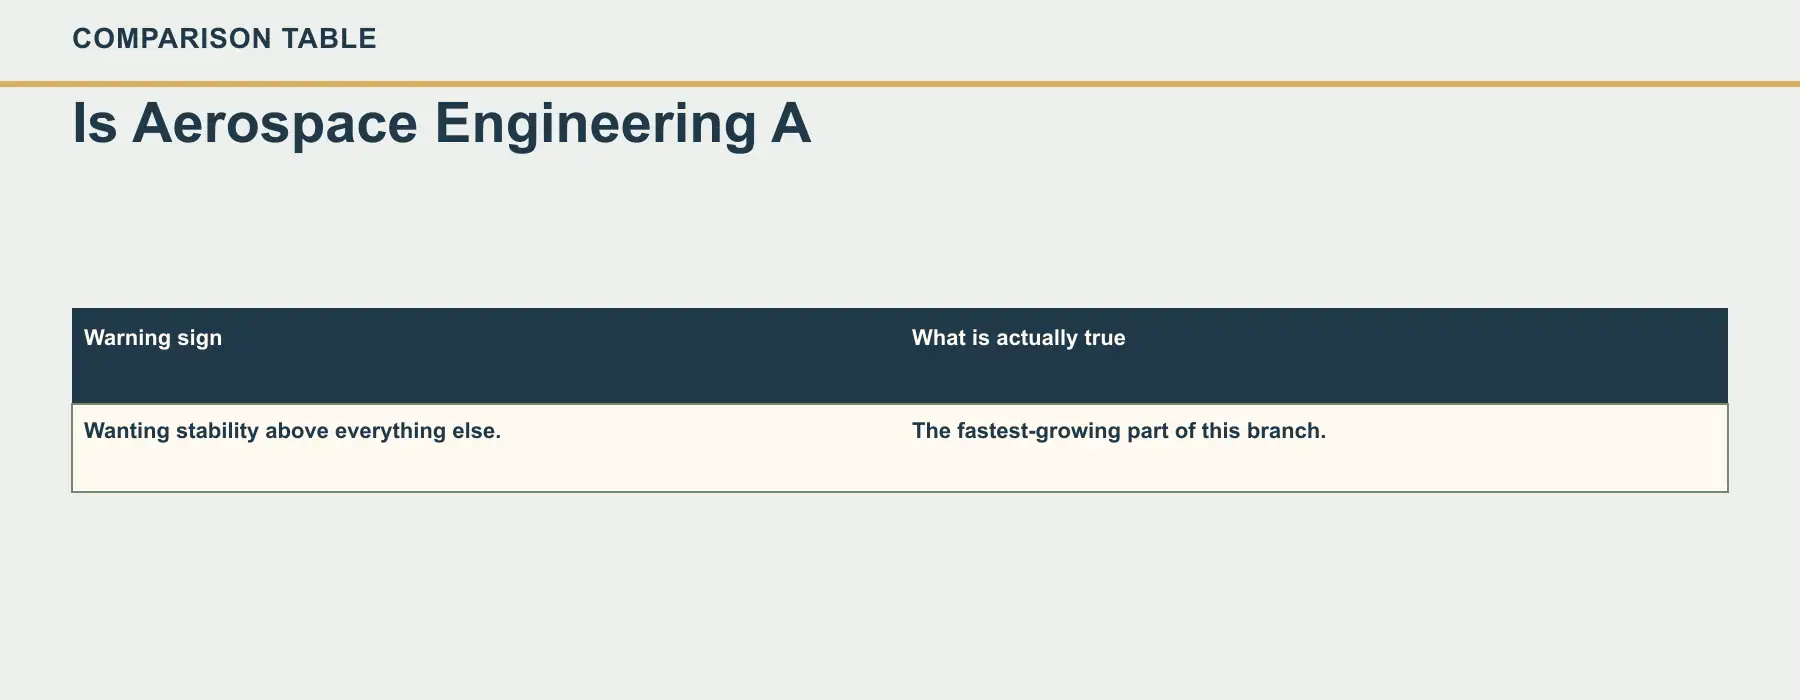 COMPARISON TABLE
Is Aerospace Engineering A
Warning sign What is actually true
Wanting stability above everything else. The fastest-growing part of this branch.